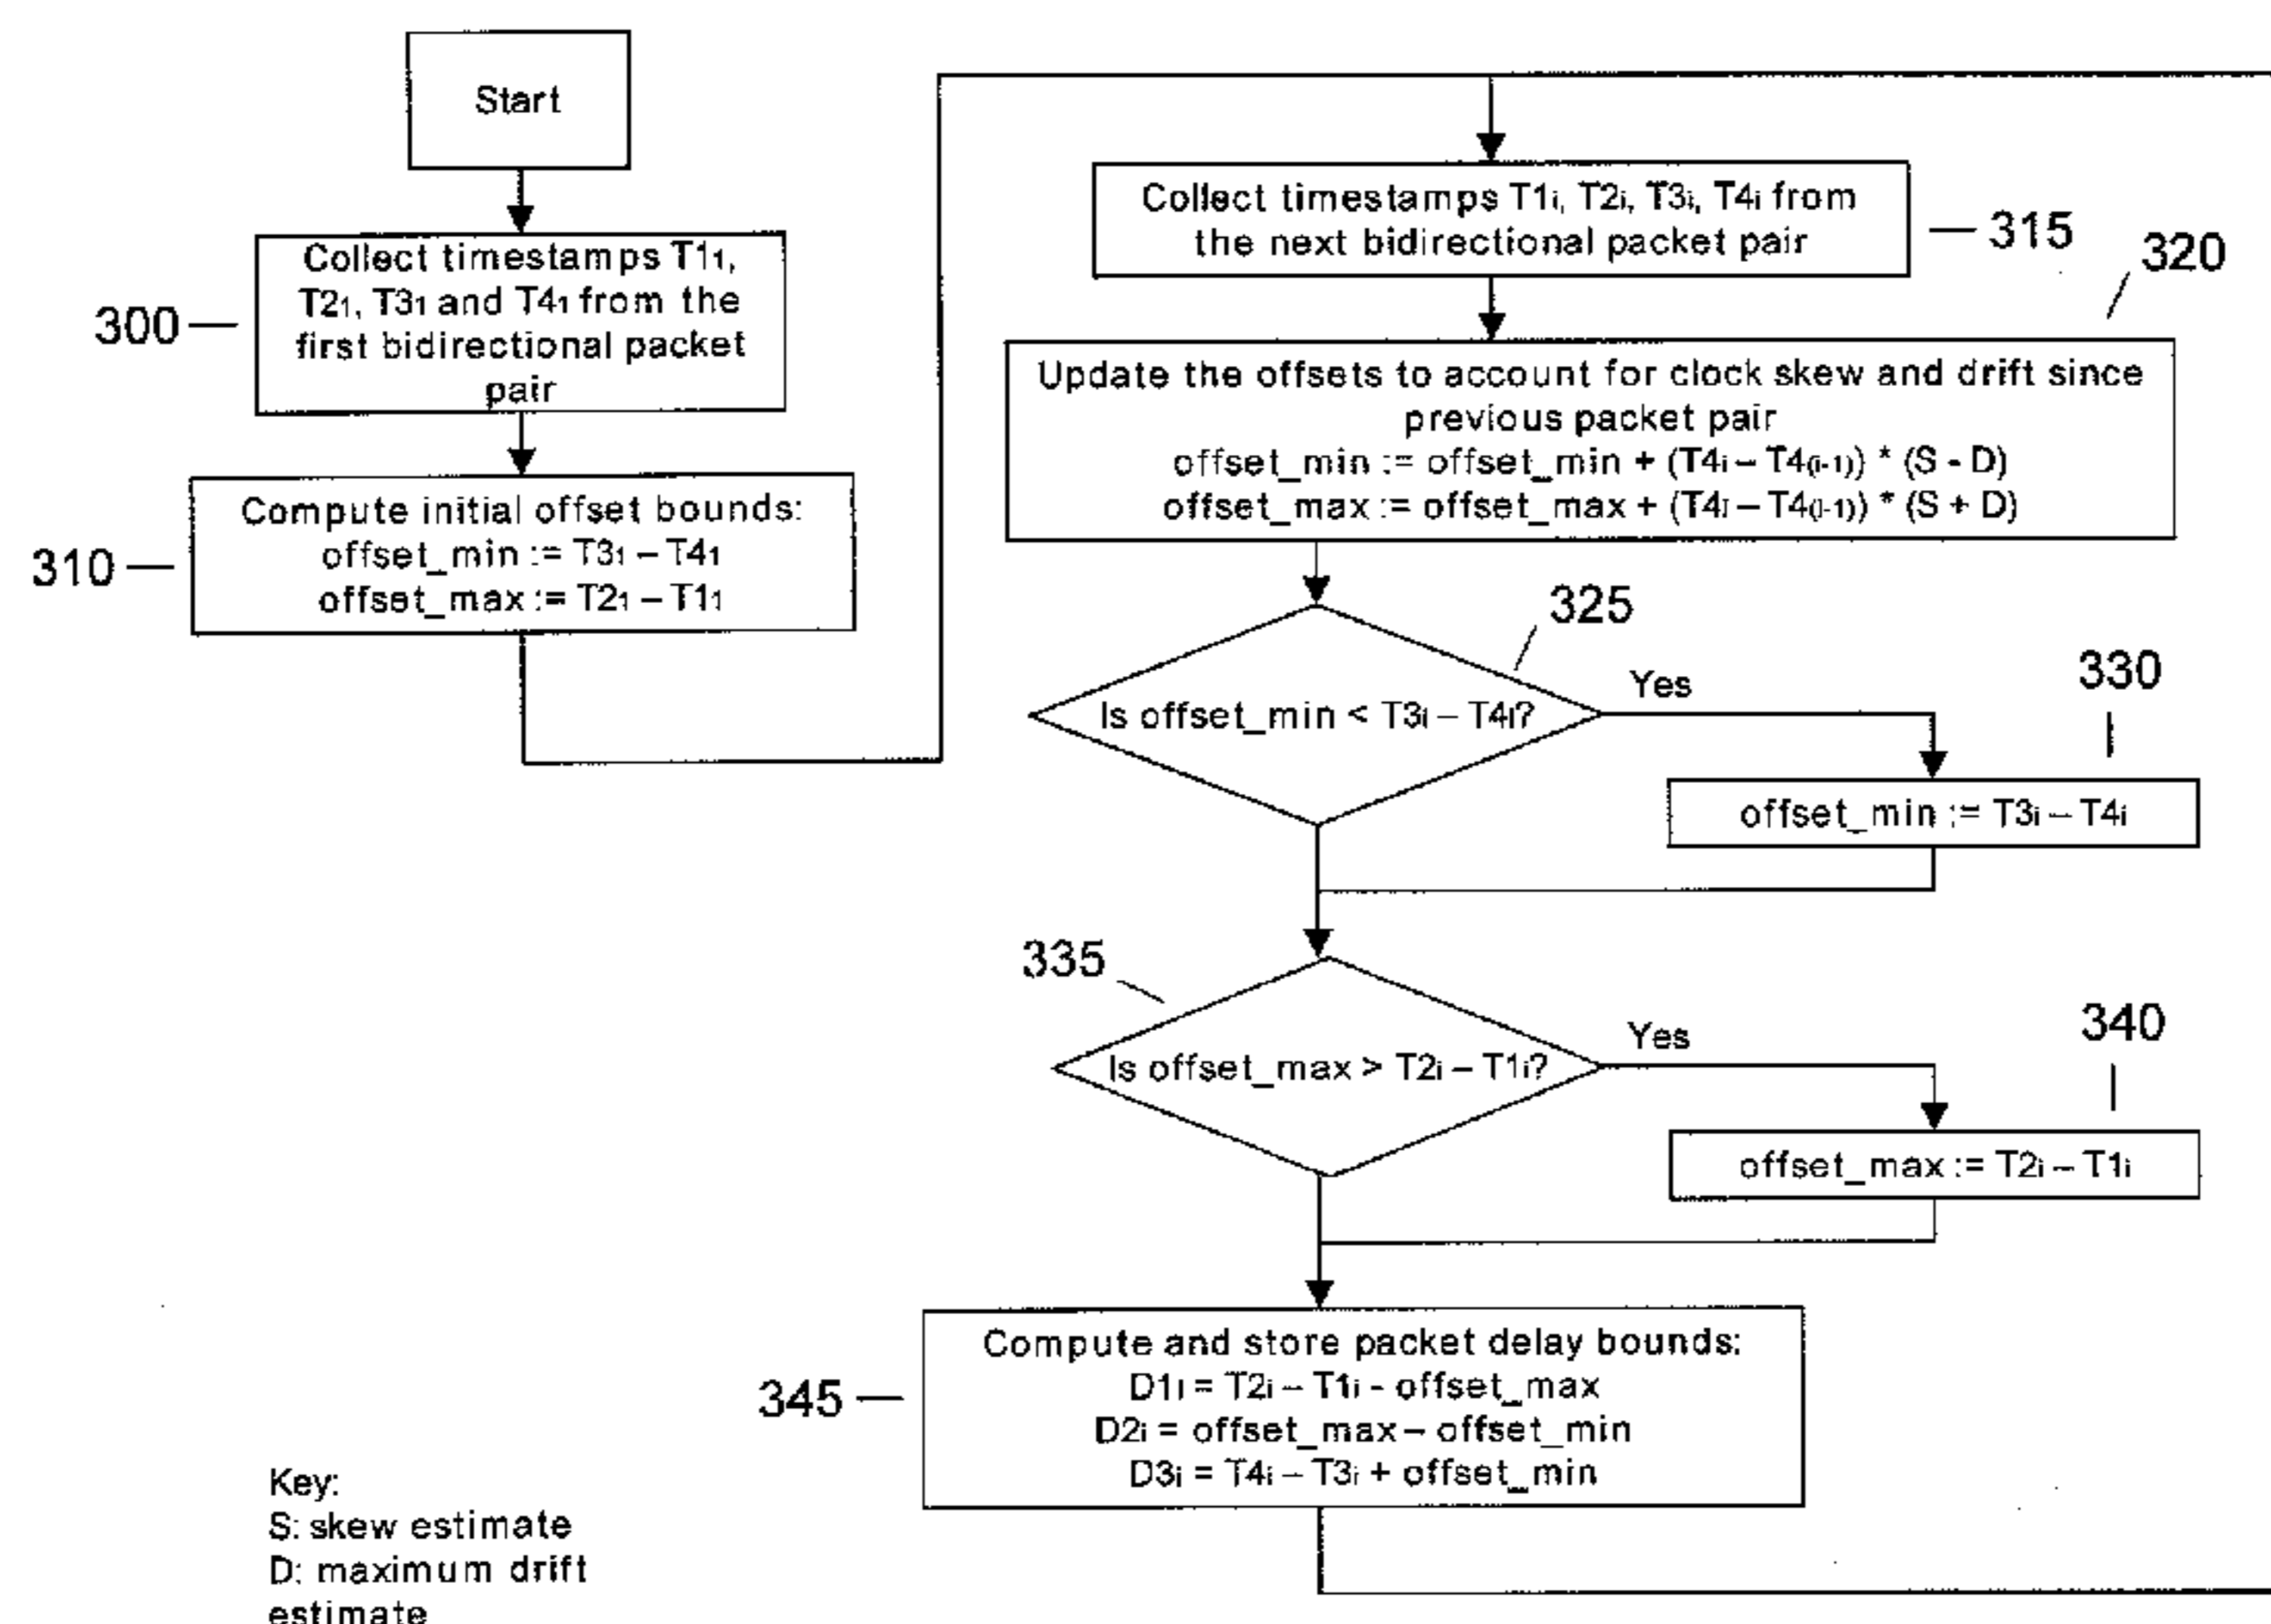 Start
Collect timestamps T1₁,
T2₁, T3₁ and T4₁ from the
first bidirectional packet
pair
300
Compute initial offset bounds:
offset_min := T3₁ – T4₁
offset_max := T2₁ – T1₁
310
Collect timestamps T1i, T2i, T3i, T4i from
the next bidirectional packet pair
315
320
Update the offsets to account for clock skew and drift since
previous packet pair
offset_min := offset_min + (T4i – T4(i-1)) * (S - D)
offset_max := offset_max + (T4i – T4(i-1)) * (S + D)
325
Is offset_min < T3i – T4i?
Yes
330
offset_min := T3i – T4i
335
Is offset_max > T2i – T1i?
Yes
340
offset_max := T2i – T1i
345
Compute and store packet delay bounds:
D1i = T2i – T1i - offset_max
D2i = offset_max – offset_min
D3i = T4i – T3i + offset_min
Key:
S: skew estimate
D: maximum drift
estimate